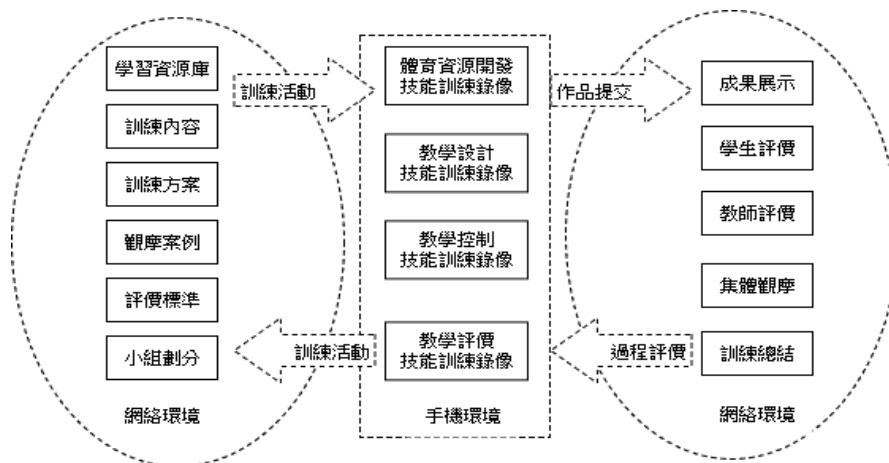 學習資源庫
訓練內容
訓練方案
觀摩案例
評價標準
小組劃分
網絡環境
訓練活動
訓練活動
體育資源開發
技能訓練錄像
教學設計
技能訓練錄像
教學控制
技能訓練錄像
教學評價
技能訓練錄像
手機環境
作品提交
過程評價
成果展示
學生評價
教師評價
集體觀摩
訓練總結
網絡環境